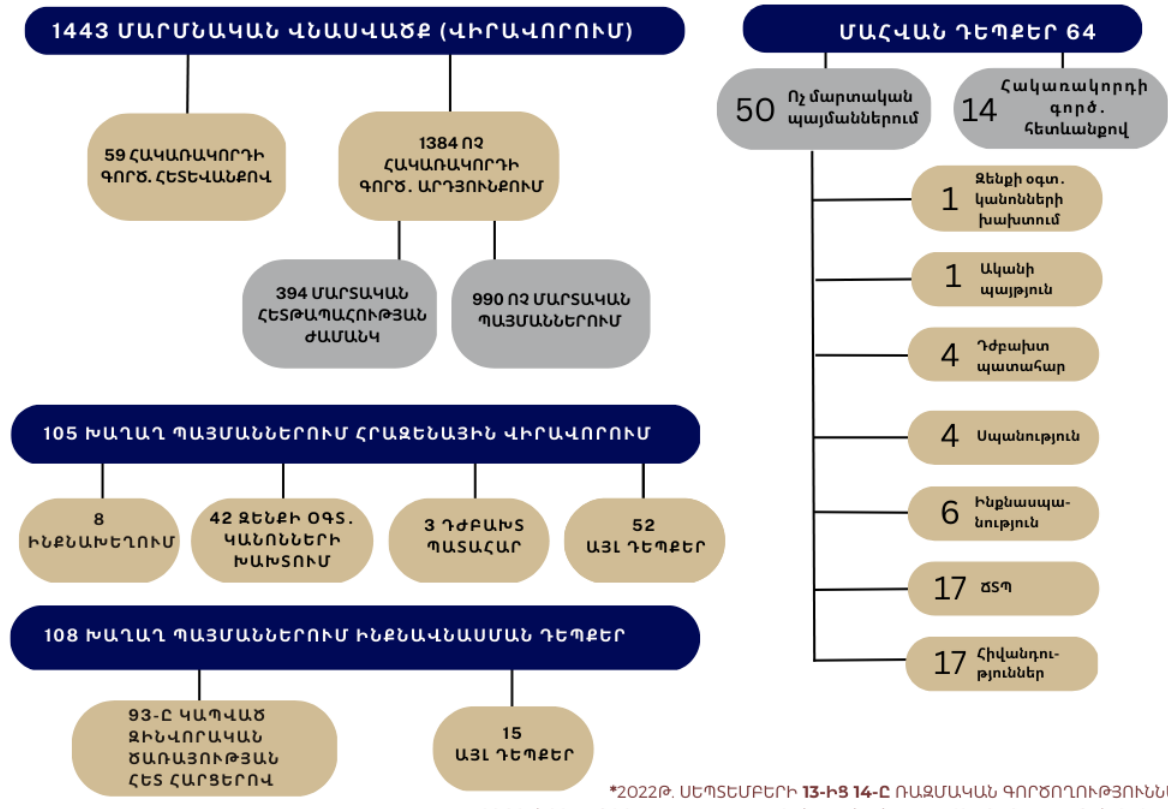 1443 ՄԱՐՄՆԱԿԱՆ ՎՆԱՍՎԱԾՔ (ՎԻՐԱՎՈՐՈՒՄ)
59 ՀԱԿԱՌԱԿՈՐԴԻ
ԳՈՐԾ. ՀԵՏԵՎԱՆՔՈՎ
1384 ՈՉ
ՀԱԿԱՌԱԿՈՐԴԻ
ԳՈՐԾ. ԱՐԴՅՈՒՆՔՈՒՄ
394 ՄԱՐՏԱԿԱՆ
ՀԵՏԹԱՊԱՀՈՒԹՅԱՆ
ԺԱՄԱՆԿ
990 ՈՉ ՄԱՐՏԱԿԱՆ
ՊԱՅՄԱՆՆԵՐՈՒՄ
105 ԽԱՂԱՂ ՊԱՅՄԱՆՆԵՐՈՒՄ ՀՐԱԶԵՆԱՅԻՆ ՎԻՐԱՎՈՐՈՒՄ
8
ԻՆՔՆԱԽԵՂՈՒՄ
42 ԶԵՆՔԻ ՕԳՏ.
ԿԱՆՈՆՆԵՐԻ
ԽԱԽՏՈՒՄ
3 ԴԺԲԱԽՏ
ՊԱՏԱՀԱՐ
52
ԱՅԼ ԴԵՊՔԵՐ
108 ԽԱՂԱՂ ՊԱՅՄԱՆՆԵՐՈՒՄ ԻՆՔՆԱՎՆԱՍՄԱՆ ԴԵՊՔԵՐ
93-Ը ԿԱՊՎԱԾ
ԶԻՆՎՈՐԱԿԱՆ
ԾԱՌԱՅՈՒԹՅԱՆ
ՀԵՏ ՀԱՐՑԵՐՈՎ
15
ԱՅԼ ԴԵՊՔԵՐ
ՄԱՀՎԱՆ ԴԵՊՔԵՐ 64
50 Ոչ մարտական
պայմաններում
14 Հակառակորդի
գործ.
հետևանքով
1 Զենքի օգտ.
կանոնների
խախտում
1 Ականի
պայթյուն
4 Դժբախտ
պատահար
4 Սպանություն
6 Ինքնասպա-
նություն
17 ՃՏՊ
17 Հիվանդու-
թյուններ
*2022Թ. ՍԵՊՏԵՄԲԵՐԻ 13-ԻՑ 14-Ը ՌԱԶՄԱԿԱՆ